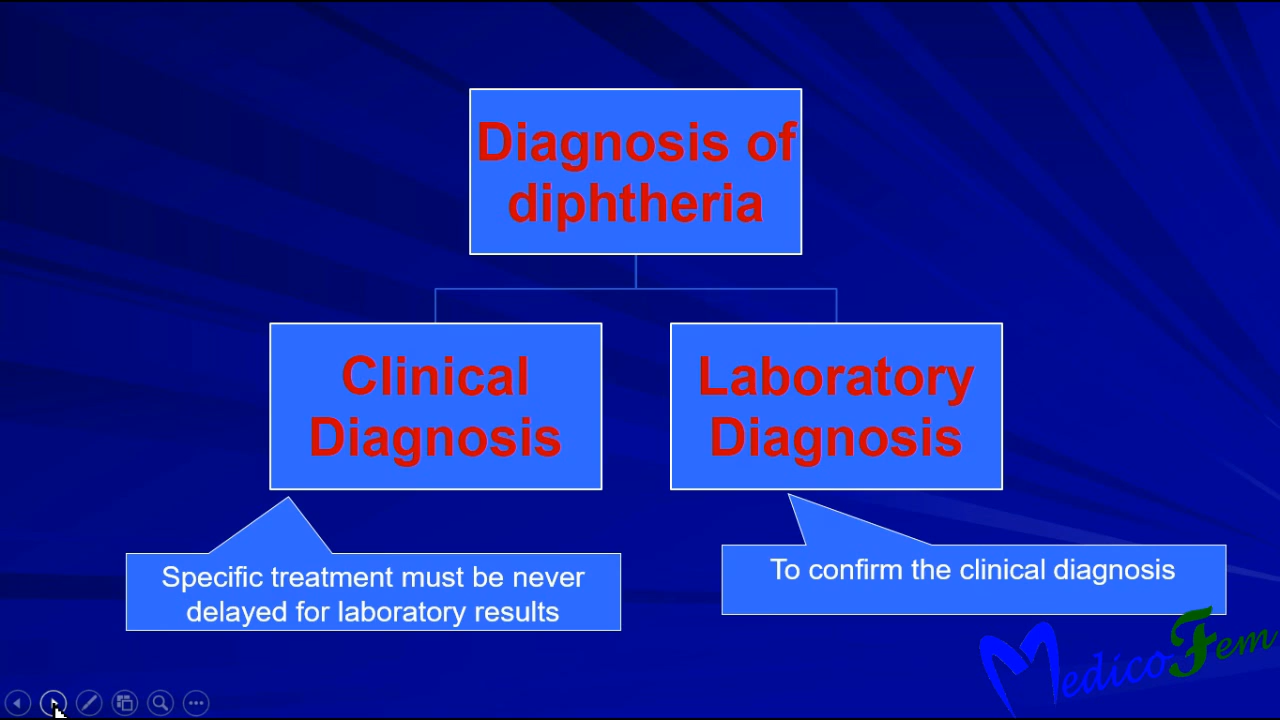 Diagnosis of
diphtheria
Clinical
Diagnosis
Laboratory
Diagnosis
Specific treatment must be never
delayed for laboratory results
To confirm the clinical diagnosis
MedicoFem